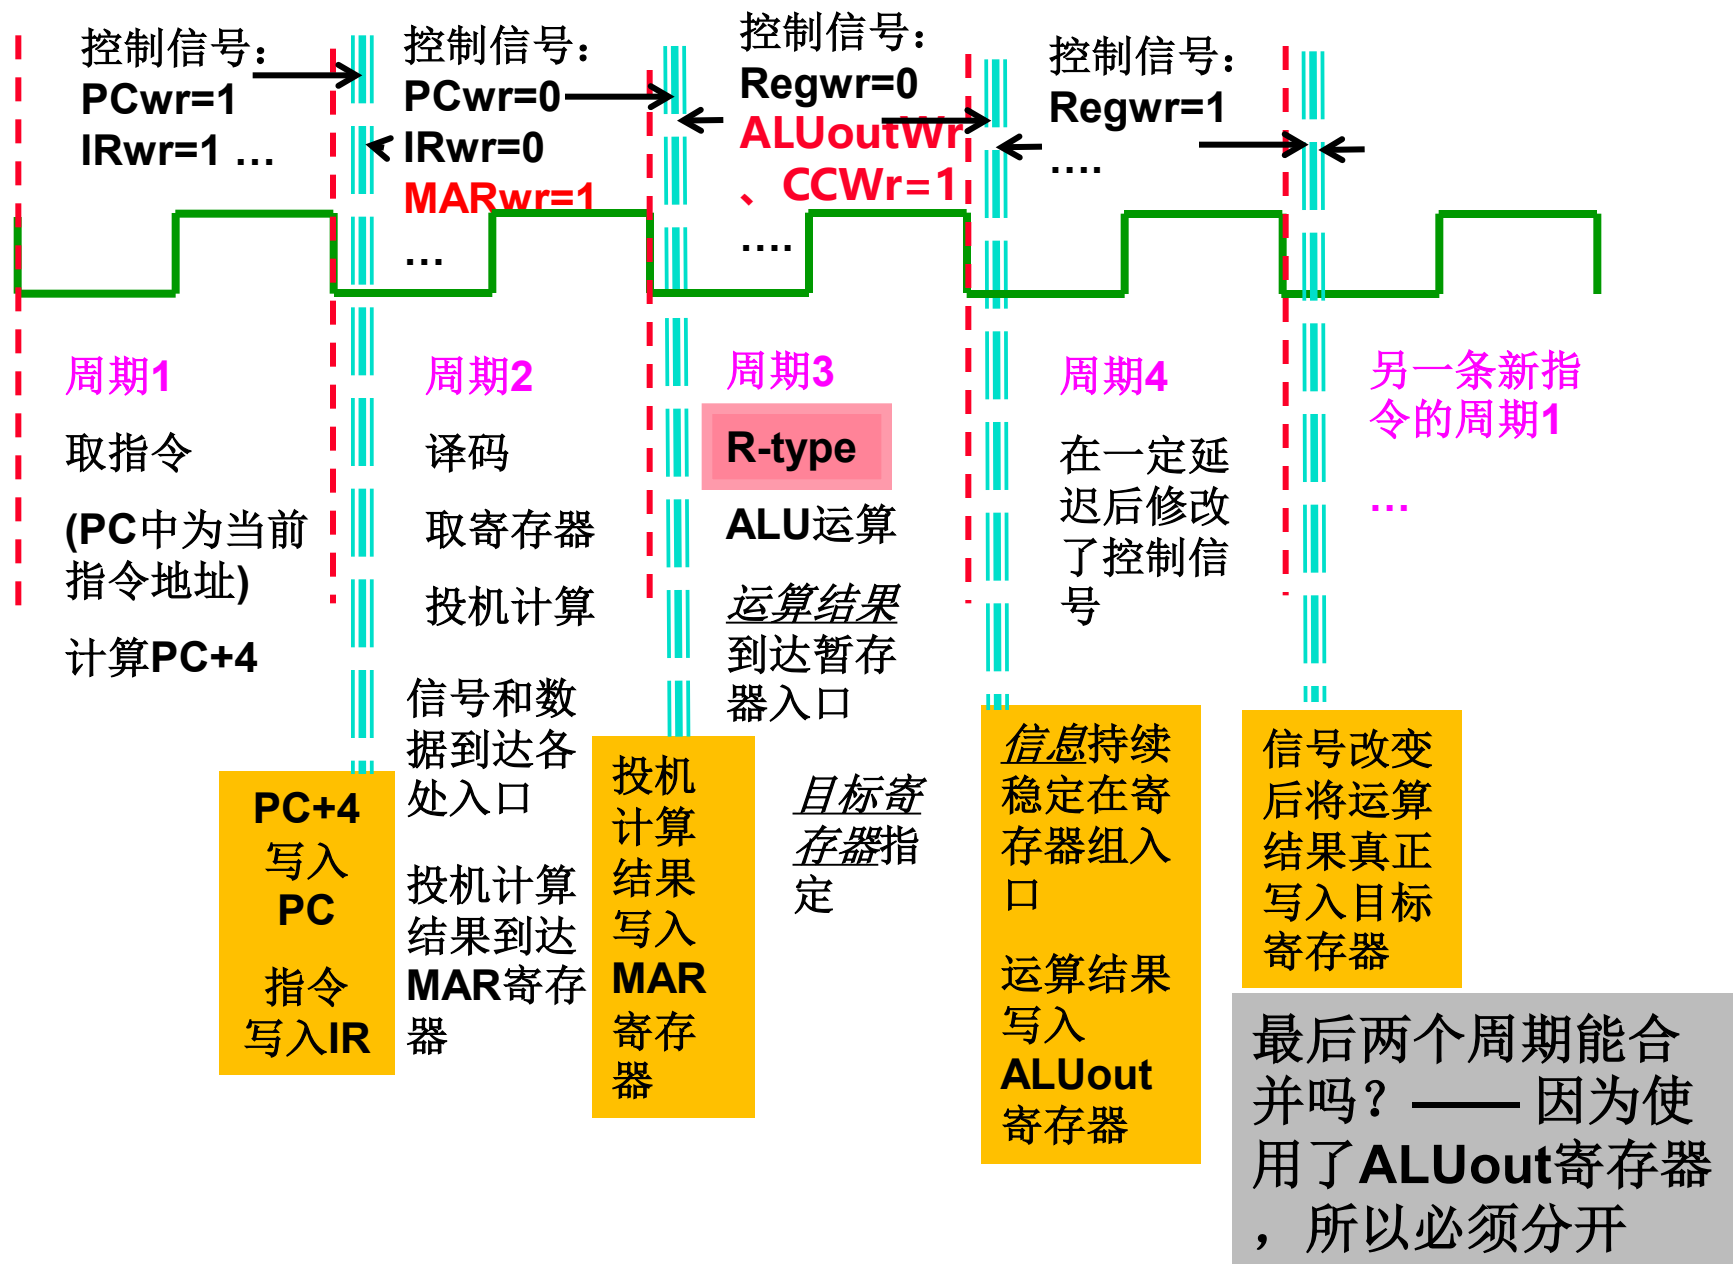 控制信号：
PCwr=1
IRwr=1 …
控制信号：
PCwr=0
IRwr=0
MARwr=1
…
控制信号：
Regwr=0
ALUoutWr
、CCWr=1
….
控制信号：
Regwr=1
….
周期1
取指令
(PC中为当前
指令地址)
计算PC+4
周期2
译码
取寄存器
投机计算
信号和数
据到达各
处入口
投机计算
结果到达
MAR寄存
器
周期3
R-type
ALU运算
运算结果
到达暂存
器入口
目标寄
存器指
定
周期4
在一定延
迟后修改
了控制信
号
另一条新指
令的周期1
…
PC+4
写入
PC
指令
写入IR
投机
计算
结果
写入
MAR
寄存
器
信息持续
稳定在寄
存器组入
口
运算结果
写入
ALUout
寄存器
信号改变
后将运算
结果真正
写入目标
寄存器
最后两个周期能合
并吗？—— 因为使
用了ALUout寄存器
，所以必须分开